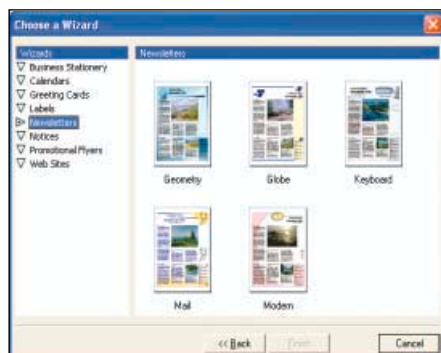 Choose a Wizard
Wizards
Business Stationery
Calendars
Greeting Cards
Labels
Newsletters
Notices
Promotional Flyers
Web Sites
Newsletters
Geometry
Globe
Keyboard
Mail
Modern
<< Back
Finish
Cancel